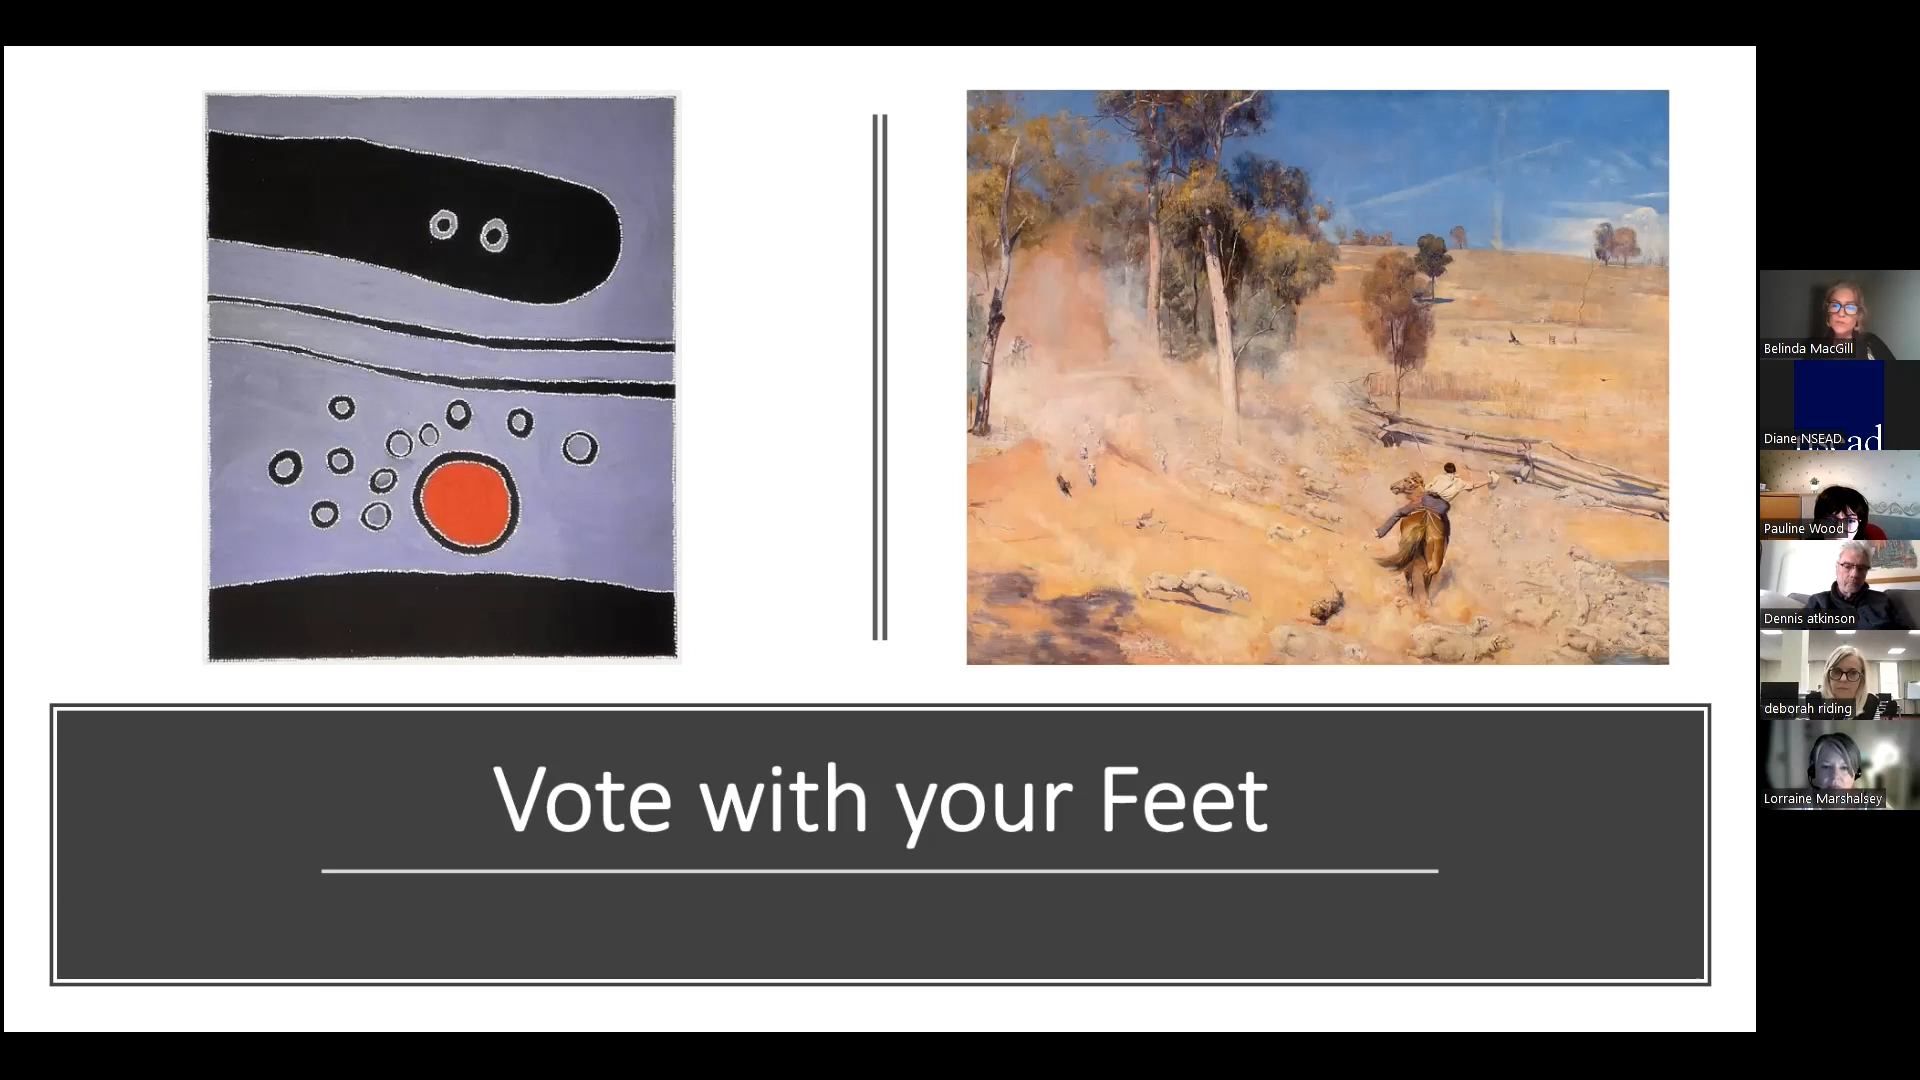 Vote with your Feet
Belinda MacGill
Diane NSEAD
Pauline Wood
Dennis atkinson
deborah riding
Lorraine Marshalsey